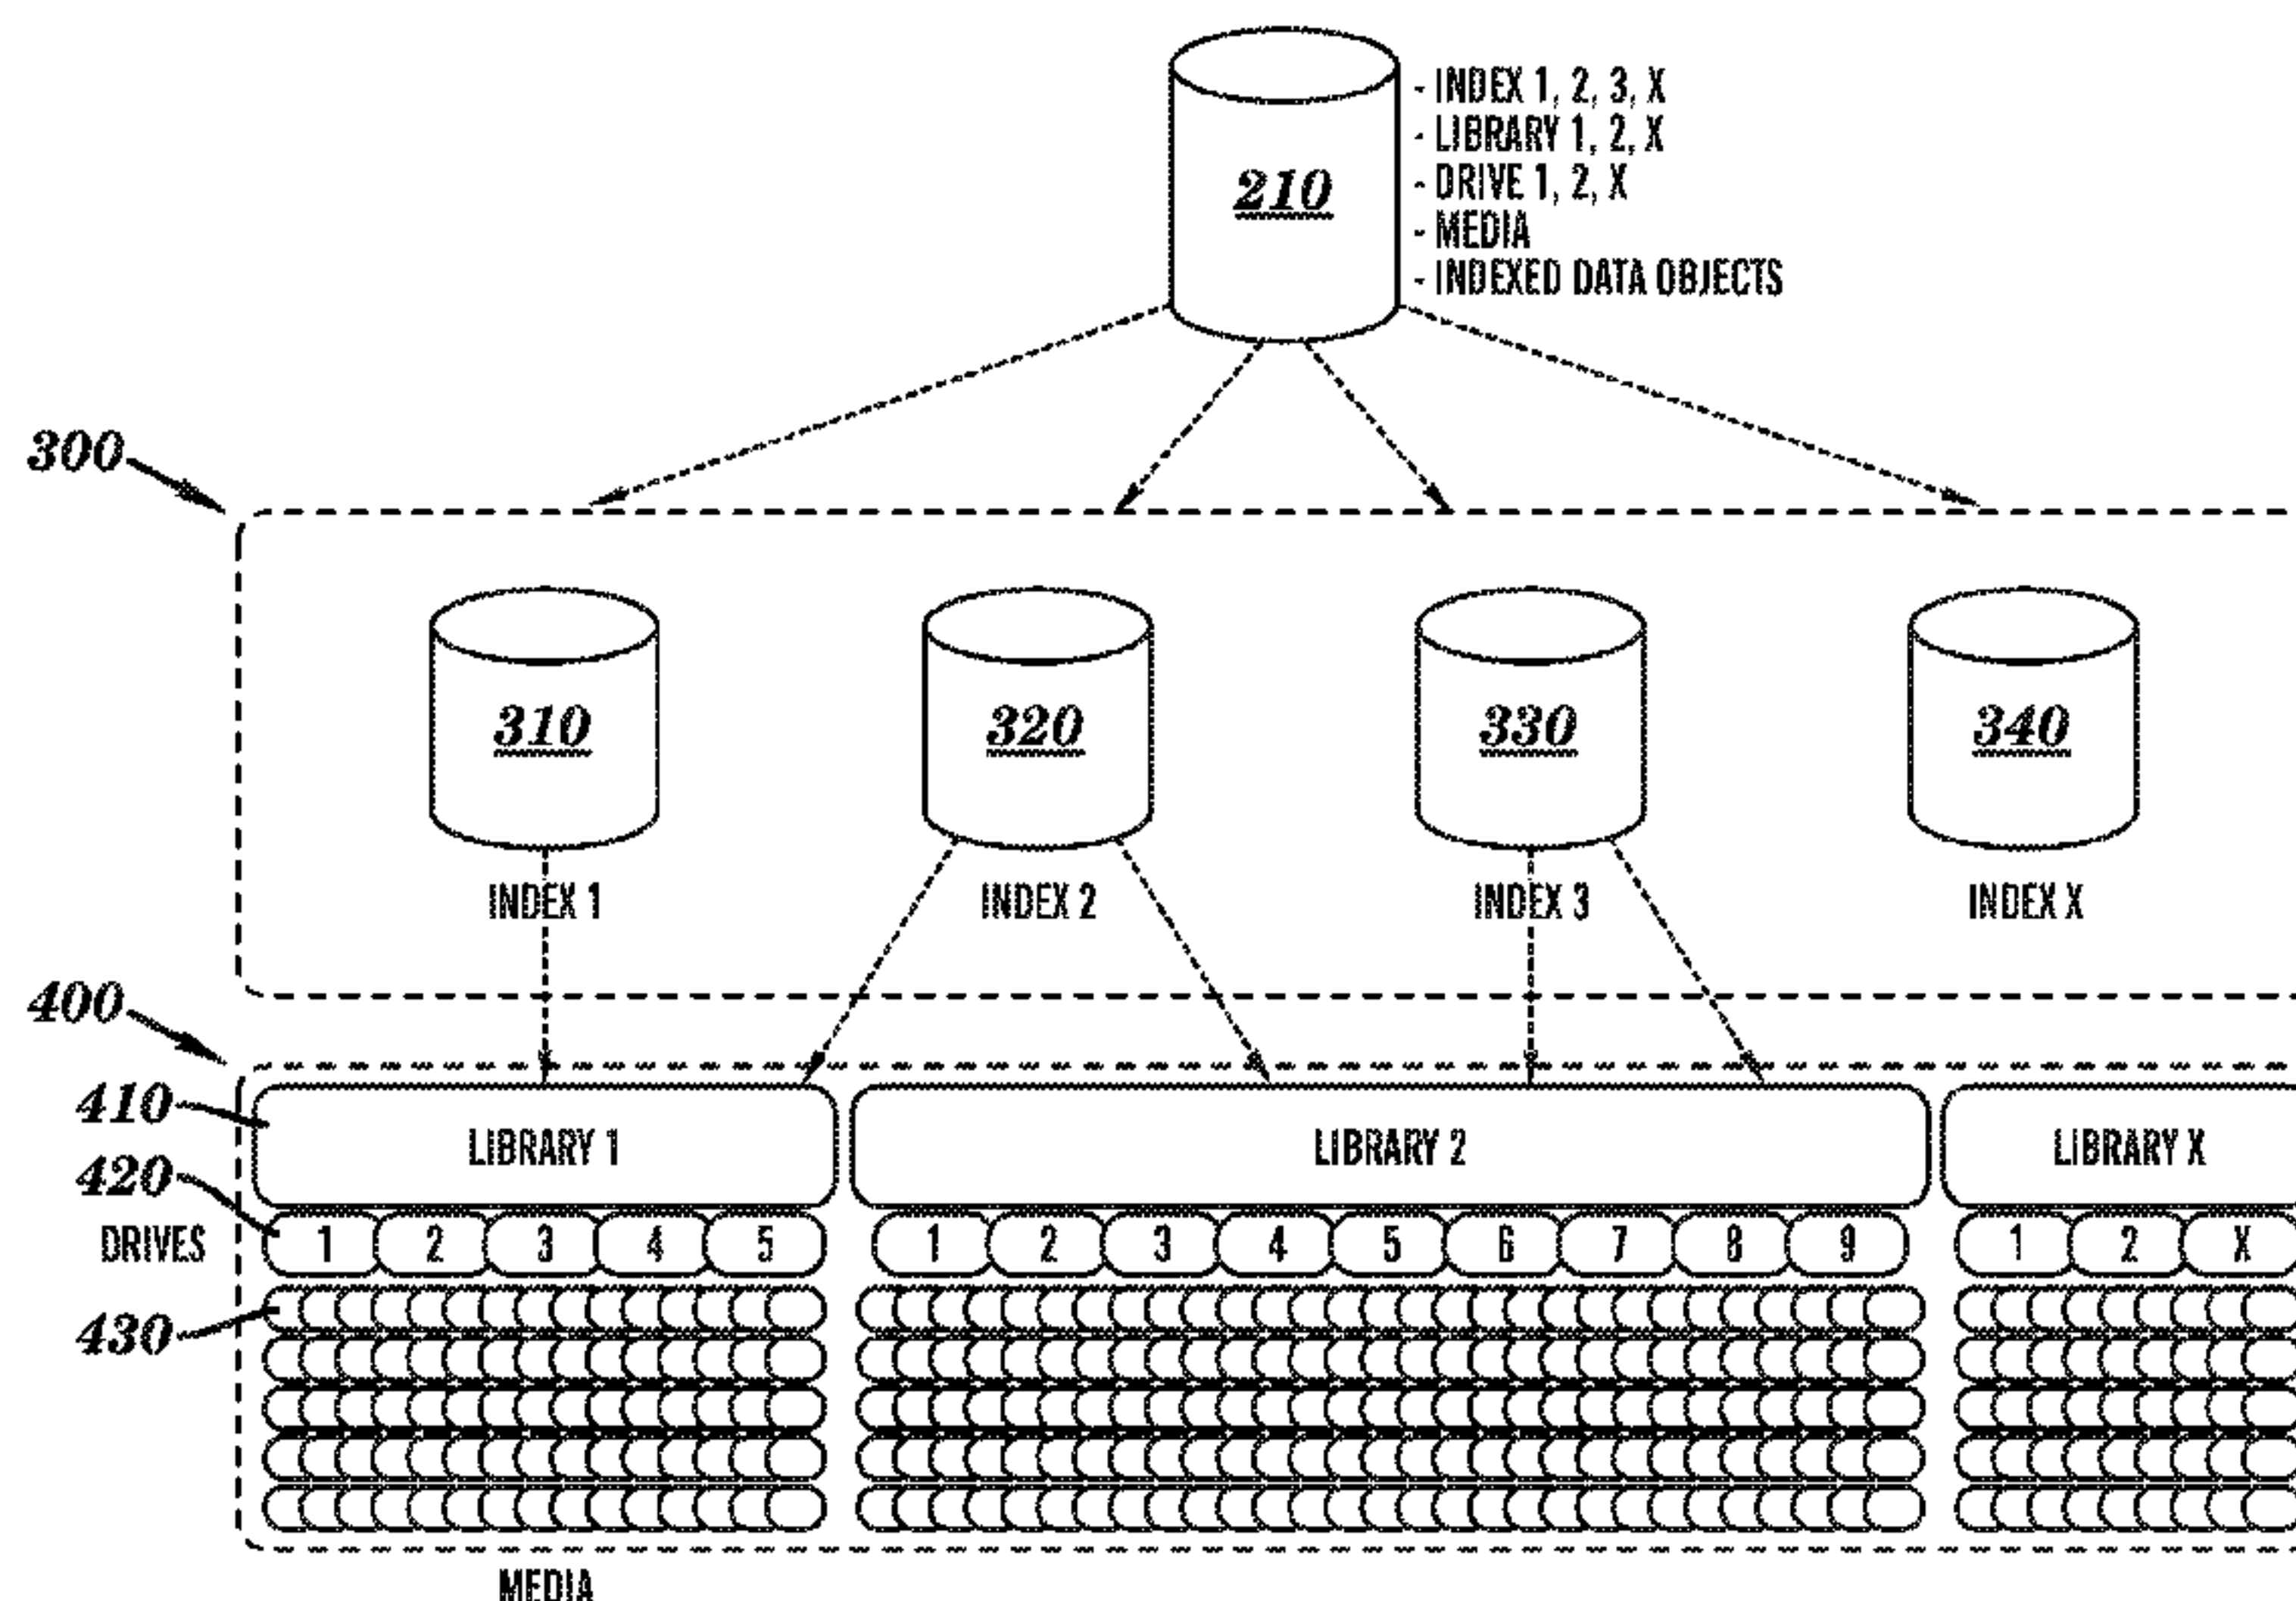 210
- INDEX 1, 2, 3, X
- LIBRARY 1, 2, X
- DRIVE 1, 2, X
- MEDIA
- INDEXED DATA OBJECTS
300
310 320 330 340
INDEX 1 INDEX 2 INDEX 3 INDEX X
400
410
LIBRARY 1 LIBRARY 2 LIBRARY X
420
DRIVES 1 2 3 4 5 1 2 3 4 5 6 7 8 9 1 2 X
430
MEDIA